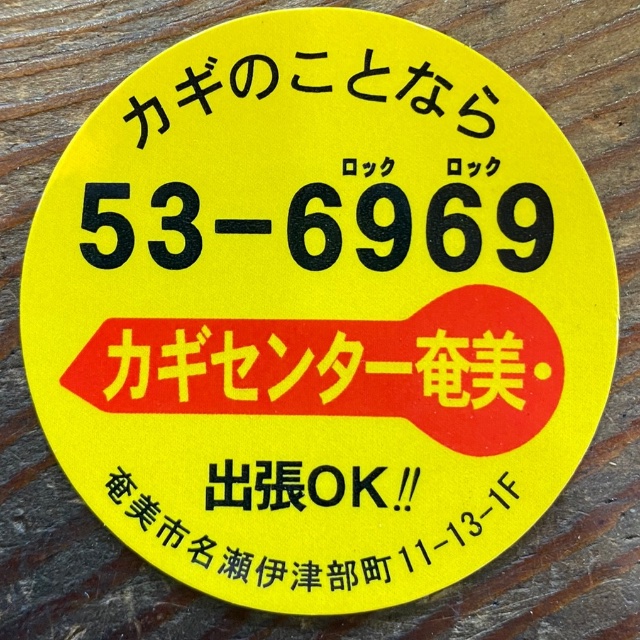 カギのことなら
ロック ロック
53-6969
カギセンター奄美・
出張OK!!
奄美市名瀬伊津部町11-13-1F